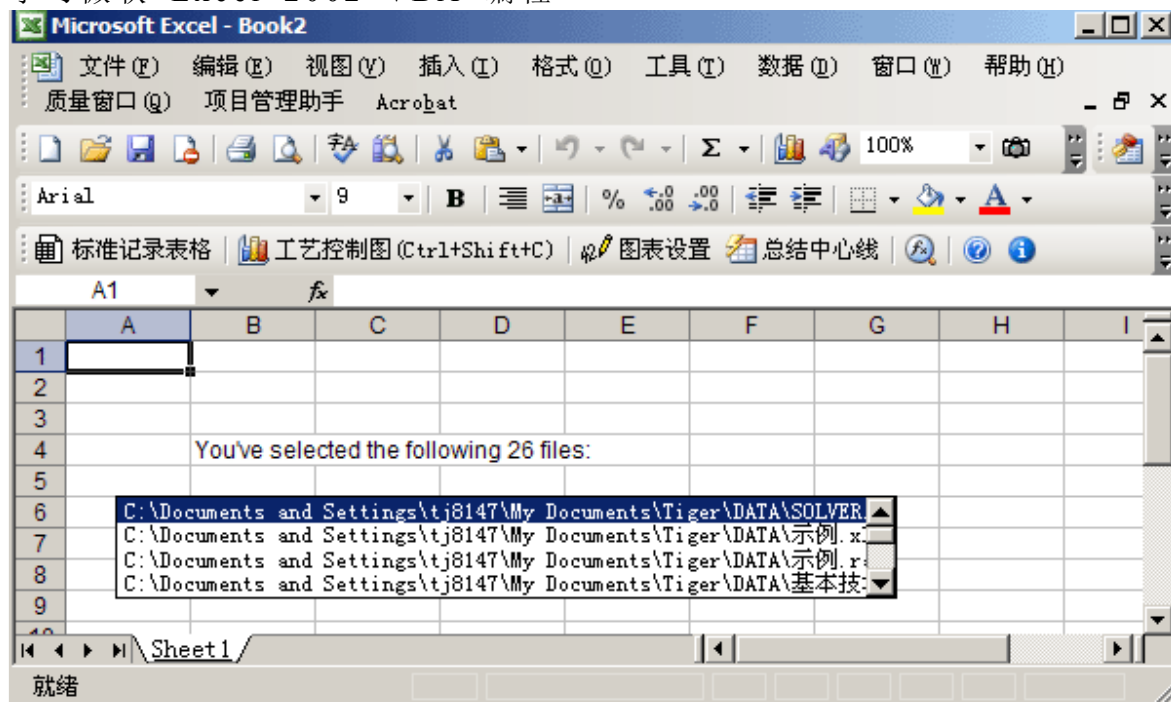 Microsoft Excel - Book2
文件(F) 编辑(E) 视图(V) 插入(I) 格式(O) 工具(T) 数据(D) 窗口(W) 帮助(H)
质量窗口(Q) 项目管理助手 Acrobat
100%
Arial 9 B
标准记录表格 工艺控制图(Ctrl+Shift+C) 图表设置 总结中心线
A1 fx
A B C D E F G H I
1
2
3
4 You've selected the following 26 files:
5
6 C:\Documents and Settings\tj8147\My Documents\Tiger\DATA\SOLVER
7 C:\Documents and Settings\tj8147\My Documents\Tiger\DATA\示例.x
C:\Documents and Settings\tj8147\My Documents\Tiger\DATA\示例.r
8 C:\Documents and Settings\tj8147\My Documents\Tiger\DATA\基本技
9
Sheet1
就绪